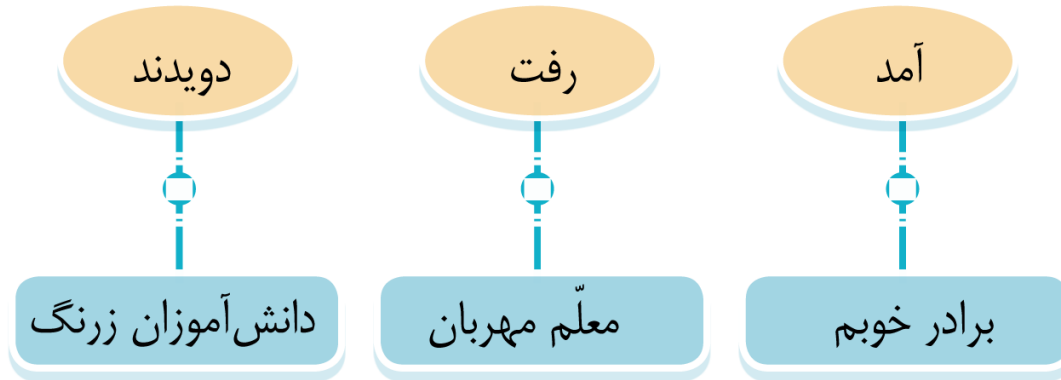 آمد
رفت
دویدند
برادر خوبم
معلّم مهربان
دانش‌آموزان زرنگ